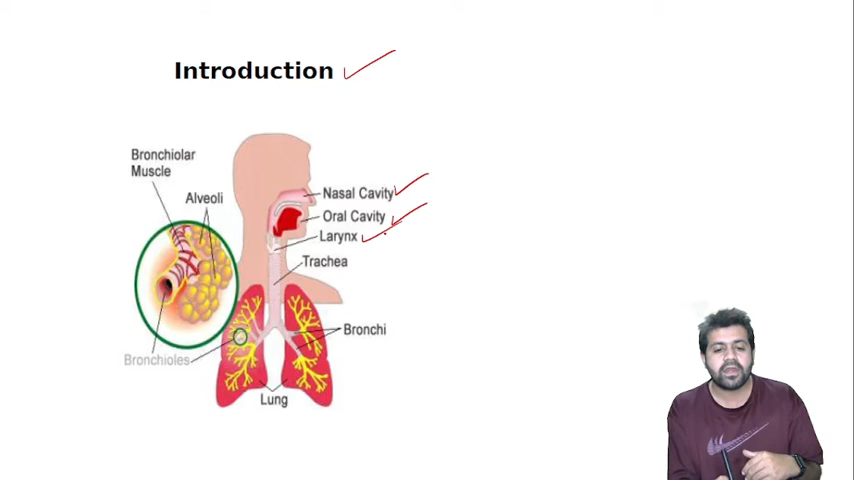 Introduction
Bronchiolar
Muscle
Alveoli
Nasal Cavity
Oral Cavity
Larynx
Trachea
Bronchi
Bronchioles
Lung